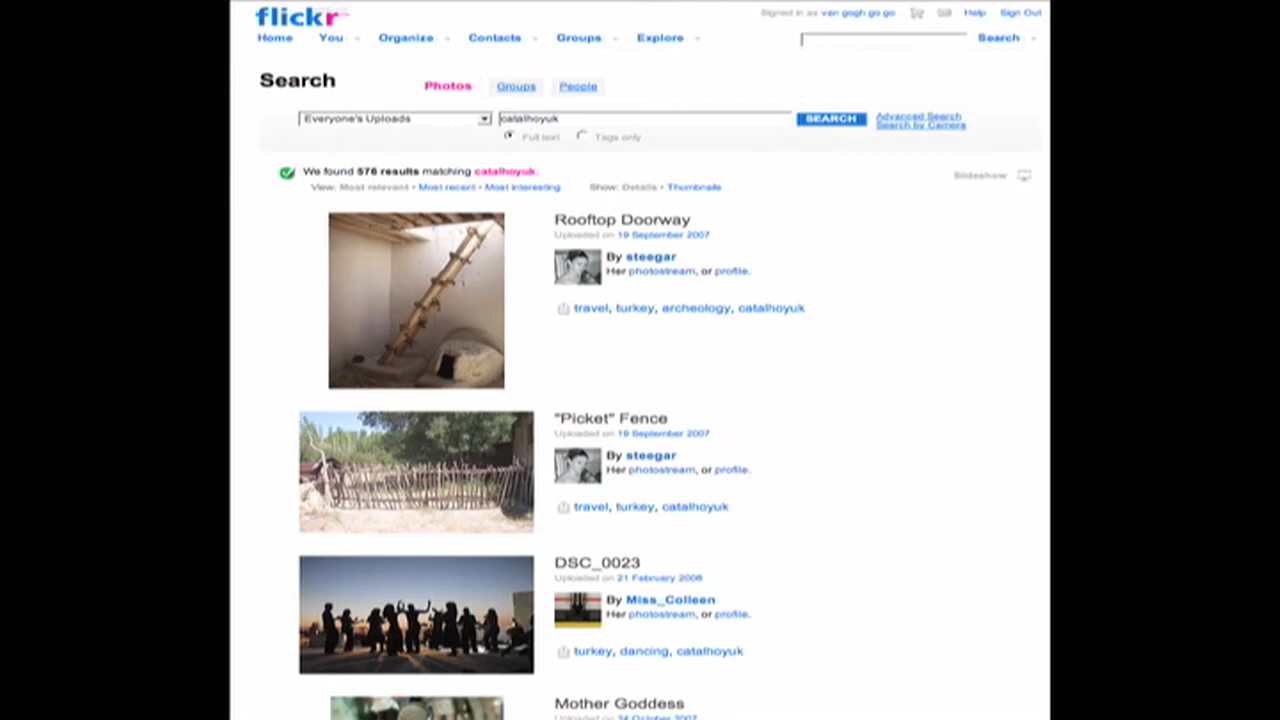 flickr
Signed in as van gogh go go Help Sign Out
Home You Organize Contacts Groups Explore Search
Search Photos Groups People
Everyone's Uploads catalhoyuk SEARCH Advanced Search
Search by Camera
Full text Tags only
We found 576 results matching catalhoyuk.
Slideshow
View: Most relevant • Most recent • Most interesting Show: Details • Thumbnails
Rooftop Doorway
Uploaded on 19 September 2007
By steegar
Her photostream, or profile.
travel, turkey, archeology, catalhoyuk
"Picket" Fence
Uploaded on 19 September 2007
By steegar
Her photostream, or profile.
travel, turkey, catalhoyuk
DSC_0023
Uploaded on 21 February 2008
By Miss_Colleen
Her photostream, or profile.
turkey, dancing, catalhoyuk
Mother Goddess
Uploaded on 24 October 2007